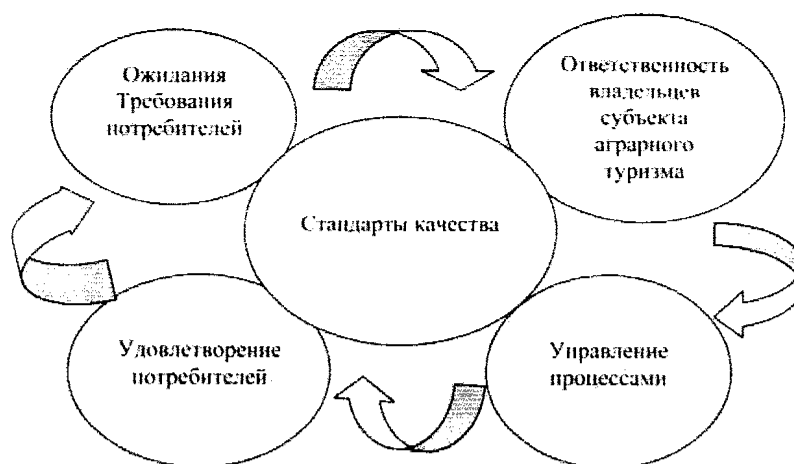 Ожидания
Требования
потребителей
Ответственность
владельцев
субъекта
аграрного
туризма
Стандарты качества
Удовлетворение
потребителей
Управление
процессами